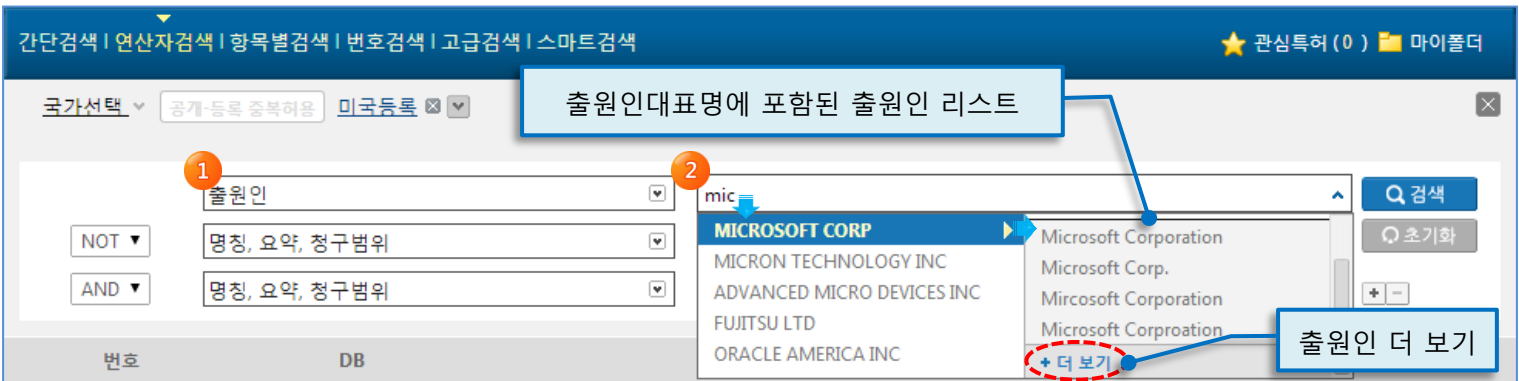 간단검색 | 연산자검색 | 항목별검색 | 번호검색 | 고급검색 | 스마트검색
관심특허 ( 0 ) 마이폴더
국가선택 공개·등록 중복허용 미국등록
출원인대표명에 포함된 출원인 리스트
1
출원인
2
mic
검색
NOT ▼
명칭, 요약, 청구범위
초기화
AND ▼
명칭, 요약, 청구범위
+ -
MICROSOFT CORP
MICRON TECHNOLOGY INC
ADVANCED MICRO DEVICES INC
FUJITSU LTD
ORACLE AMERICA INC
Microsoft Corporation
Microsoft Corp.
Mircosoft Corporation
Microsoft Corproation
+ 더 보기
출원인 더 보기
번호
DB